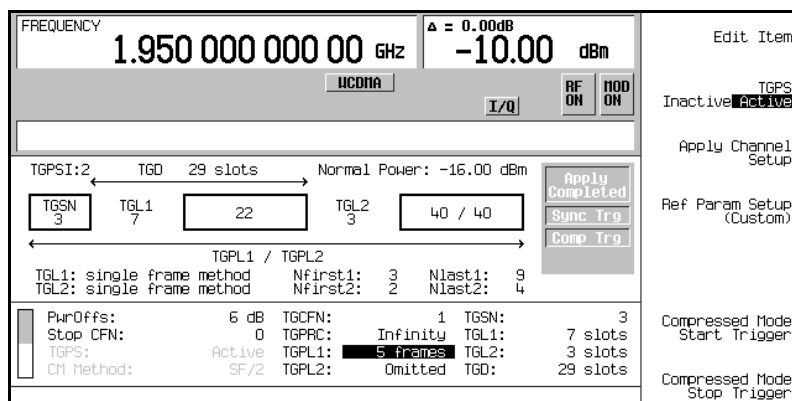 FREQUENCY
1.950 000 000 00 GHz
Δ = 0.00dB
-10.00 dBm
WCDMA
I/Q
RF ON
MOD ON
TGPSI:2
TGD 29 slots
Normal Power: -16.00 dBm
TGSN 3
TGL1 7
22
TGL2 3
40 / 40
TGPL1 / TGPL2
TGL1: single frame method Nfirst1: 3 Nlast1: 9
TGL2: single frame method Nfirst2: 2 Nlast2: 4
Apply Completed
Sync Trg
Comp Trg
PwrOffs: 6 dB TGCFN: 1 TGSN: 3
Stop CFN: 0 TGPRC: Infinity TGL1: 7 slots
TGPS: Active TGPL1: 5 frames TGL2: 3 slots
CM Method: SF/2 TGPL2: Omitted TGD: 29 slots
Edit Item
TGPS
Inactive Active
Apply Channel
Setup
Ref Param Setup
(Custom)
Compressed Mode
Start Trigger
Compressed Mode
Stop Trigger